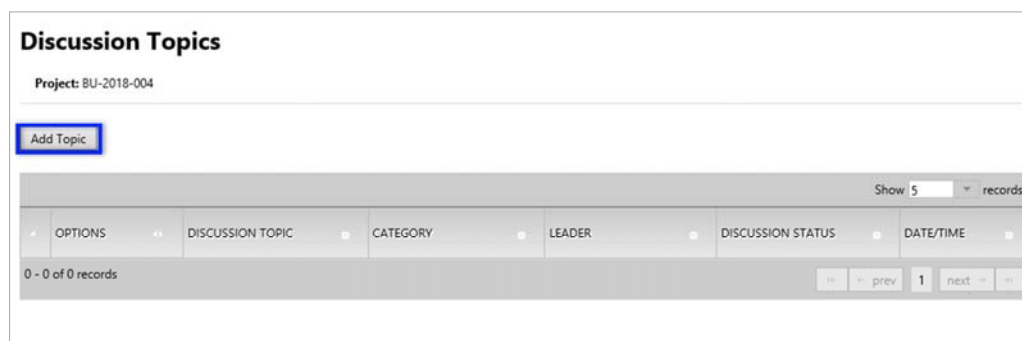 Discussion Topics
Project: BU-2018-004
Add Topic
Show 5 records
OPTIONS DISCUSSION TOPIC CATEGORY LEADER DISCUSSION STATUS DATE/TIME
0 - 0 of 0 records prev 1 next